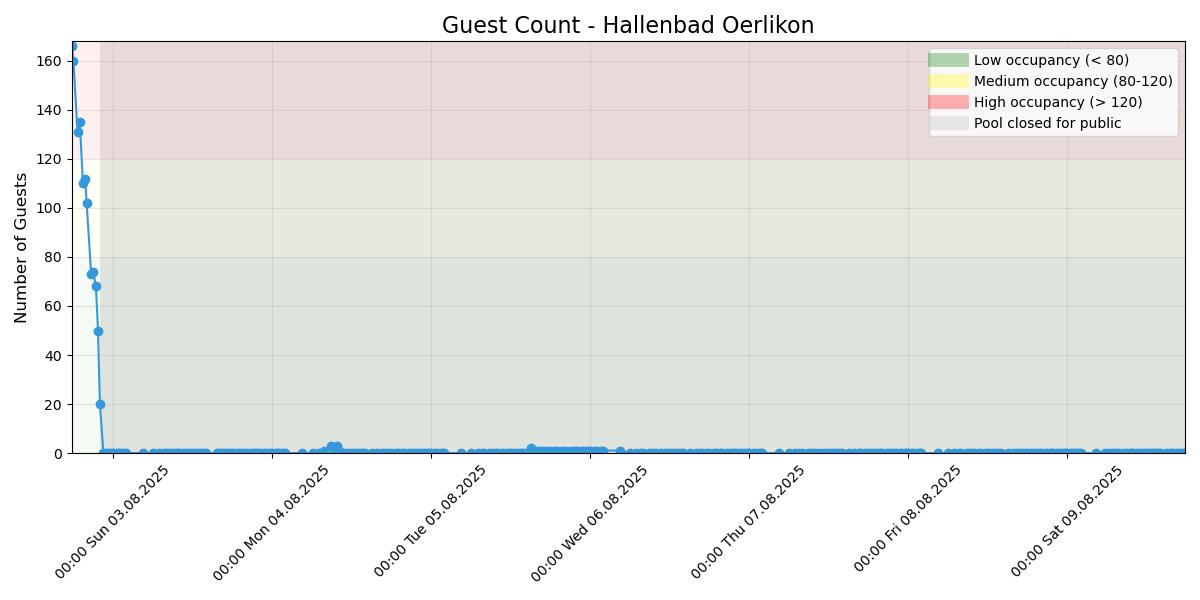 Guest Count - Hallenbad Oerlikon
Number of Guests
160
140
120
100
80
60
40
20
0
Low occupancy (< 80)
Medium occupancy (80-120)
High occupancy (> 120)
Pool closed for public
00:00 Sun 03.08.2025
00:00 Mon 04.08.2025
00:00 Tue 05.08.2025
00:00 Wed 06.08.2025
00:00 Thu 07.08.2025
00:00 Fri 08.08.2025
00:00 Sat 09.08.2025